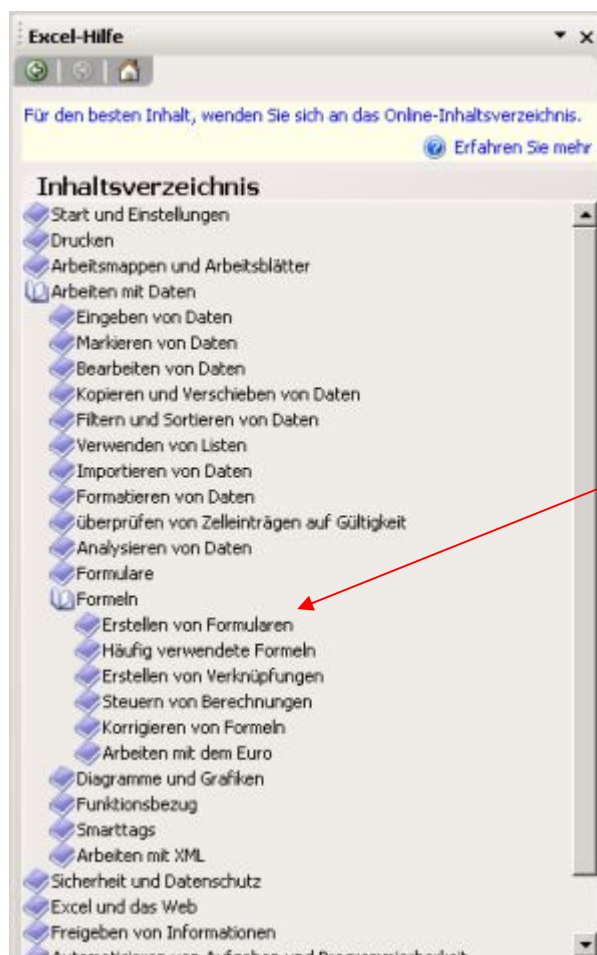 Excel-Hilfe
Für den besten Inhalt, wenden Sie sich an das Online-Inhaltsverzeichnis.
Erfahren Sie mehr
Inhaltsverzeichnis
Start und Einstellungen
Drucken
Arbeitsmappen und Arbeitsblätter
Arbeiten mit Daten
Eingeben von Daten
Markieren von Daten
Bearbeiten von Daten
Kopieren und Verschieben von Daten
Filtern und Sortieren von Daten
Verwenden von Listen
Importieren von Daten
Formatieren von Daten
überprüfen von Zelleinträgen auf Gültigkeit
Analysieren von Daten
Formulare
Formeln
Erstellen von Formularen
Häufig verwendete Formeln
Erstellen von Verknüpfungen
Steuern von Berechnungen
Korrigieren von Formeln
Arbeiten mit dem Euro
Diagramme und Grafiken
Funktionsbezug
Smarttags
Arbeiten mit XML
Sicherheit und Datenschutz
Excel und das Web
Freigeben von Informationen
Automatisieren von Aufgaben und Programmierbarkeit